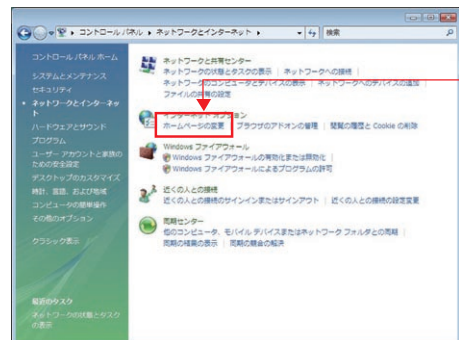 コントロール パネル ▸ ネットワークとインターネット ▸
検索
コントロール パネル ホーム
システムとメンテナンス
セキュリティ
ネットワークとインターネッ
ト
ハードウェアとサウンド
プログラム
ユーザー アカウントと家族の
ための安全設定
デスクトップのカスタマイズ
時計、言語、および地域
コンピュータの簡単操作
その他のオプション
クラシック表示
最近のタスク
ネットワークの状態とタスク
の表示
ネットワークと共有センター
ネットワークの状態とタスクの表示 | ネットワークへの接続
ネットワークのコンピュータとデバイスの表示 | ネットワークへのデバイスの追加
ファイルの共有の設定
インターネット オプション
ホームページの変更 | ブラウザのアドオンの管理 | 閲覧の履歴と Cookie の削除
Windows ファイアウォール
Windows ファイアウォールの有効化または無効化
Windows ファイアウォールによるプログラムの許可
近くの人との接続
近くの人との接続のサインインまたはサインアウト | 近くの人との接続の設定変更
同期センター
他のコンピュータ、モバイル デバイスまたはネットワーク フォルダとの同期
同期の競合の表示 | 同期の競合の解決